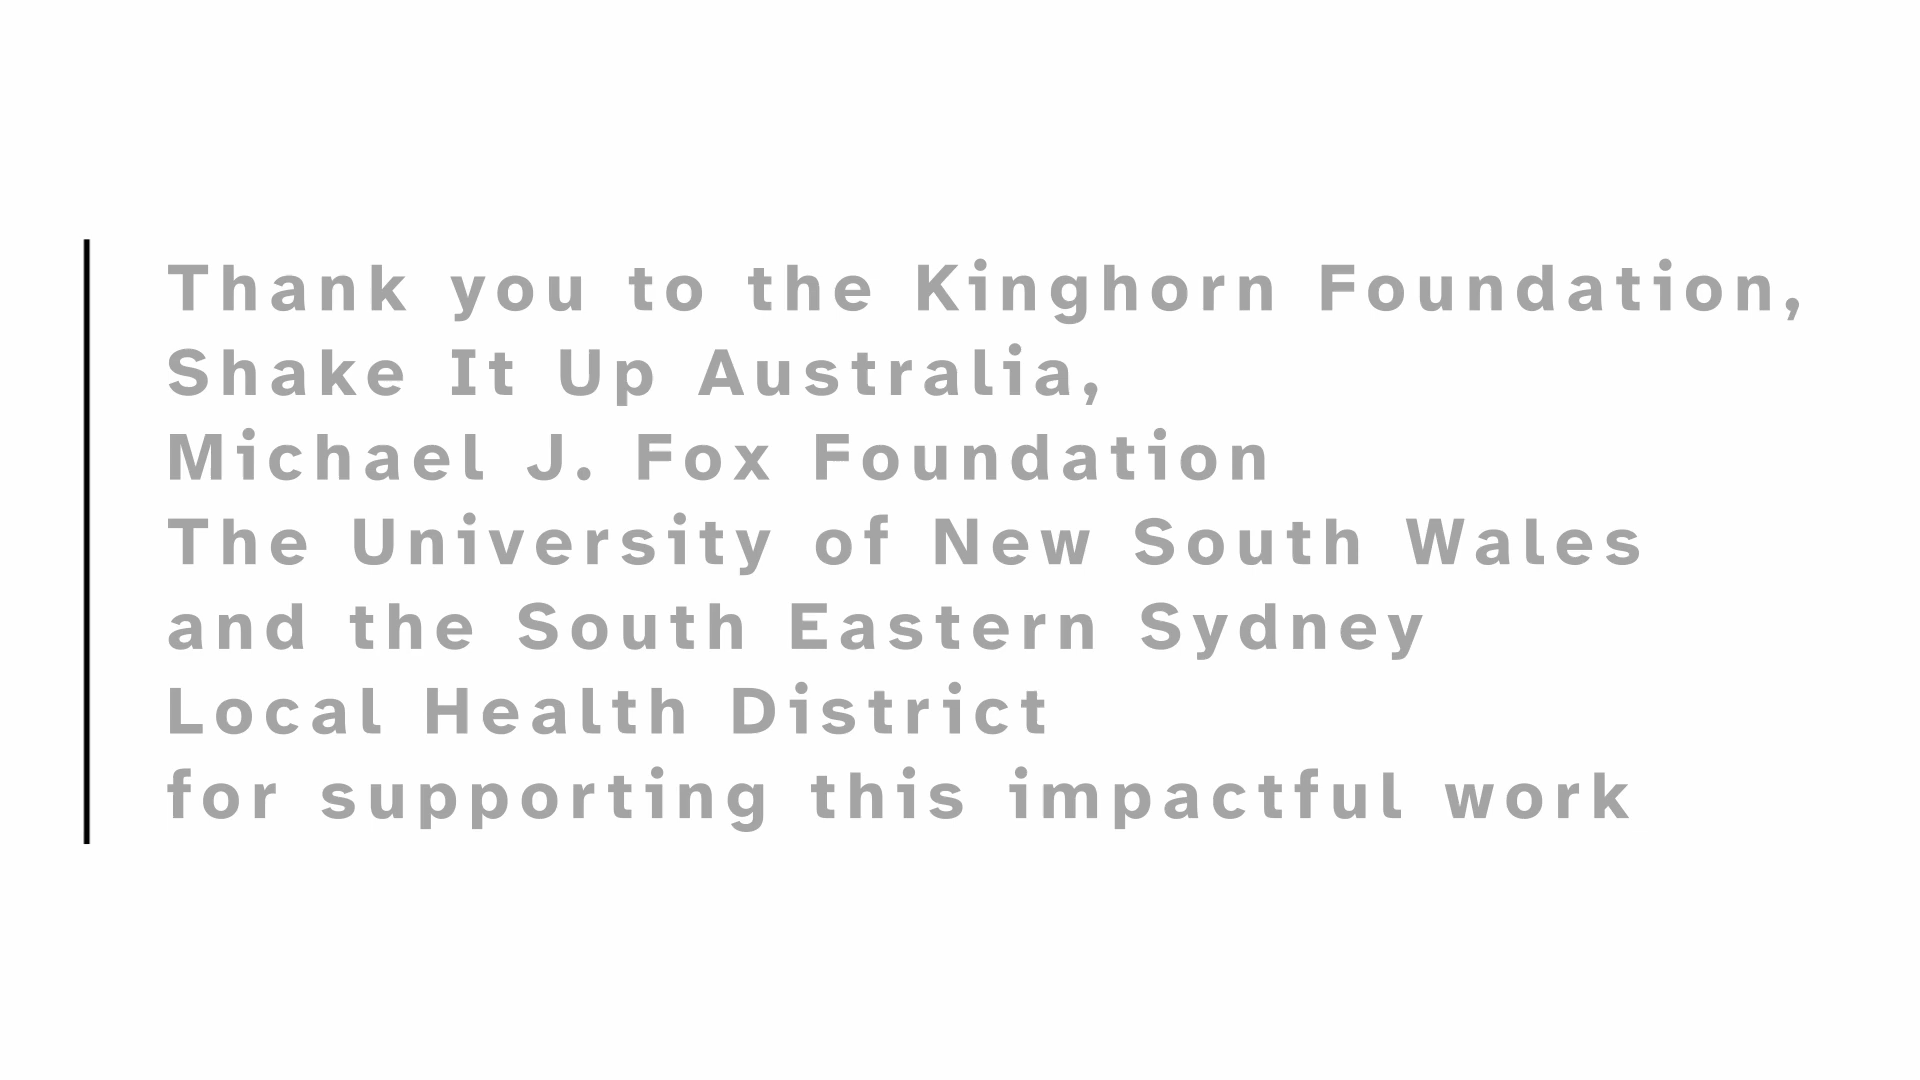 Thank you to the Kinghorn Foundation,
Shake It Up Australia,
Michael J. Fox Foundation
The University of New South Wales
and the South Eastern Sydney
Local Health District
for supporting this impactful work